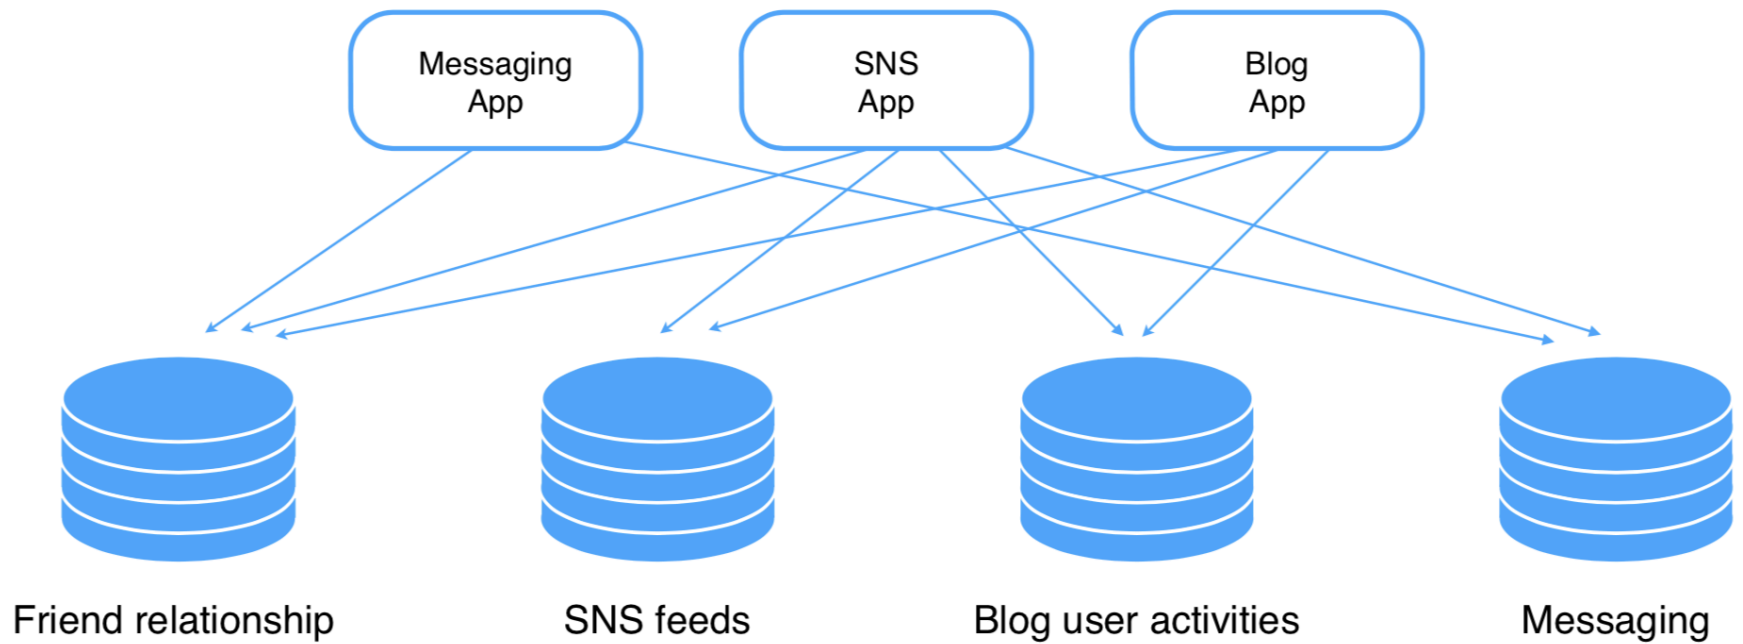 Messaging
App
SNS
App
Blog
App
Friend relationship
SNS feeds
Blog user activities
Messaging